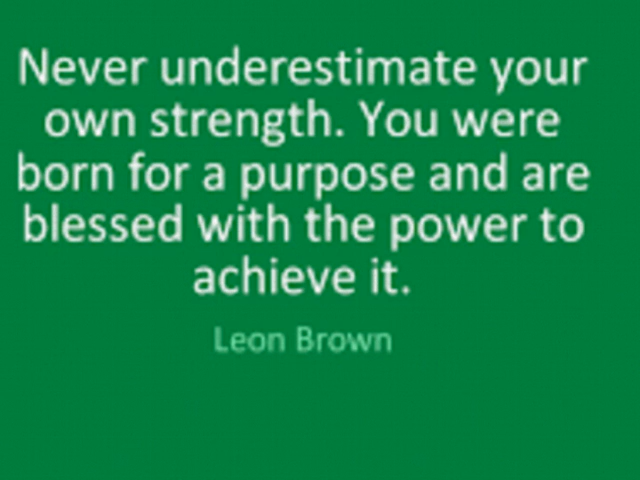 Never underestimate your
own strength. You were
born for a purpose and are
blessed with the power to
achieve it.
Leon Brown